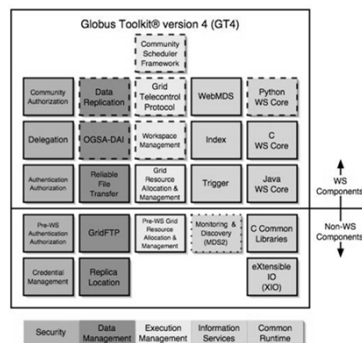 Globus Toolkit® version 4 (GT4)
Community
Scheduler
Framework
Community
Authorization
Data
Replication
Grid
Telecontrol
Protocol
WebMDS
Python
WS Core
Delegation
OGSA-DAI
Workspace
Management
Index
C
WS Core
Authentication
Authorization
Reliable
File
Transfer
Grid
Resource
Allocation &
Management
Trigger
Java
WS Core
WS
Components
Non-WS
Components
Pre-WS
Authentication
Authorization
GridFTP
Pre-WS Grid
Resource
Allocation &
Management
Monitoring &
Discovery
(MDS2)
C Common
Libraries
Credential
Management
Replica
Location
eXtensible
IO
(XIO)
Security
Data
Management
Execution
Management
Information
Services
Common
Runtime